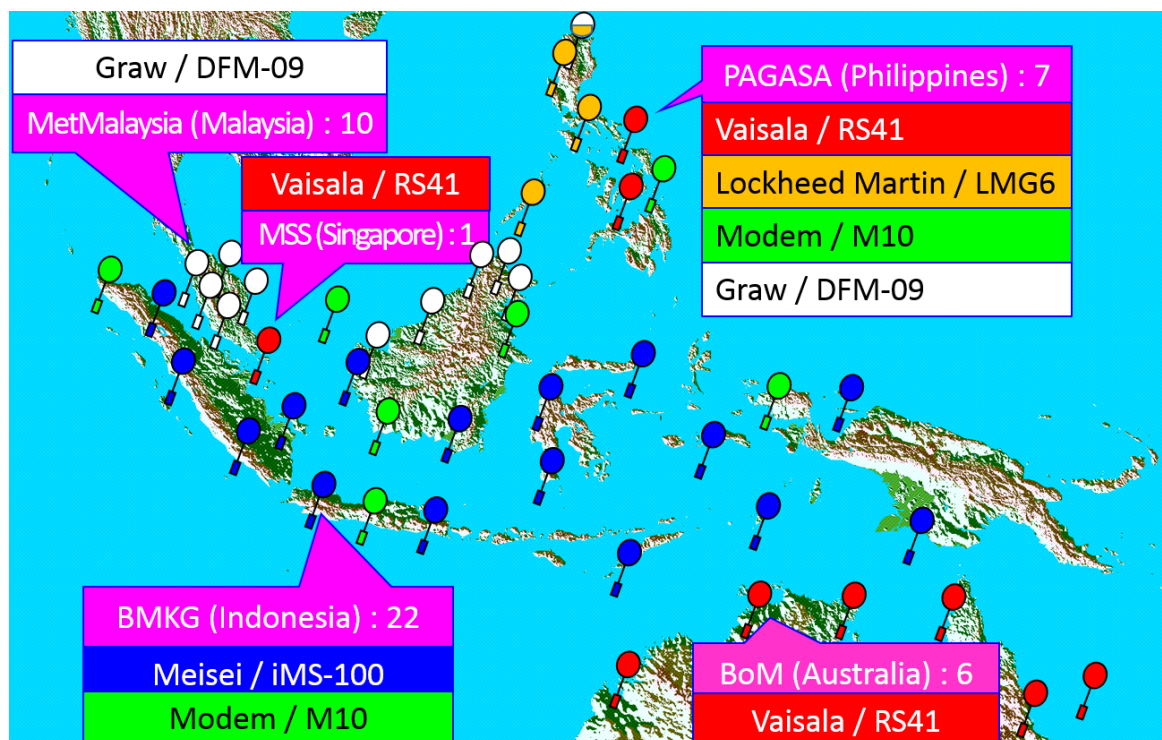 Graw / DFM-09
MetMalaysia (Malaysia) : 10
Vaisala / RS41
MSS (Singapore) : 1
PAGASA (Philippines) : 7
Vaisala / RS41
Lockheed Martin / LMG6
Modem / M10
Graw / DFM-09
BMKG (Indonesia) : 22
Meisei / iMS-100
Modem / M10
BoM (Australia) : 6
Vaisala / RS41